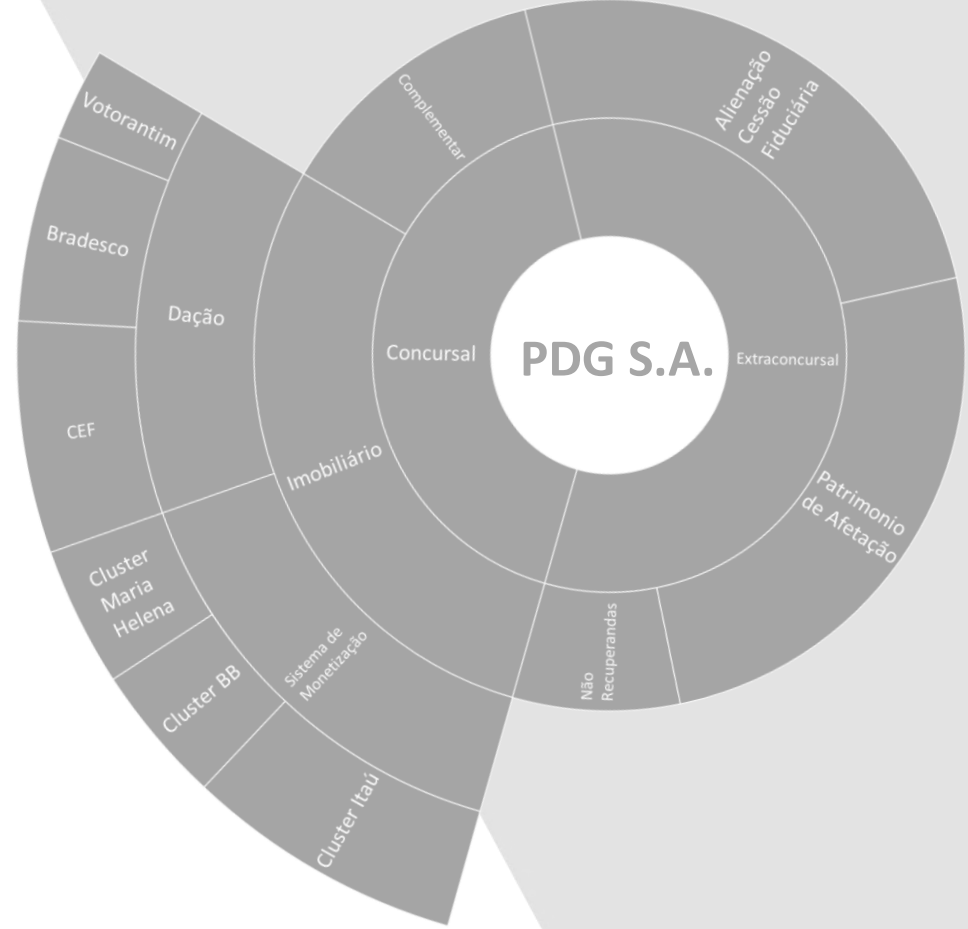 PDG S.A.
Concursal
Extraconcursal
Complementar
Imobiliário
Alienação
Cessão
Fiduciária
Patrimonio
de Afetação
Não
Recuperandas
Dação
Sistema de
Monetização
Votorantim
Bradesco
CEF
Cluster
Maria
Helena
Cluster BB
Cluster Itaú